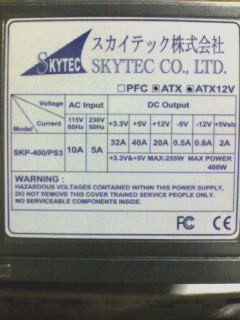 スカイテック株式会社
SKYTEC SKYTEC CO., LTD.
PFC ATX ATX12V
Voltage AC Input DC Output
Current 115V 60Hz 230V 50Hz +3.3V +5V +12V -5V -12V +5Vsb
Model
SKP-400/PS3 10A 5A 32A 40A 20A 0.5A 0.8A 2A
+3.3V&+5V MAX:255W MAX POWER 400W
WARNING :
HAZARDOUS VOLTAGES CONTAINED WITHIN THIS POWER SUPPLY,
DO NOT REMOVE THIS COVER TRAINED SERVICE PEOPLE ONLY.
NO SERVICEABLE COMPONENTS INSIDE.
FC CE